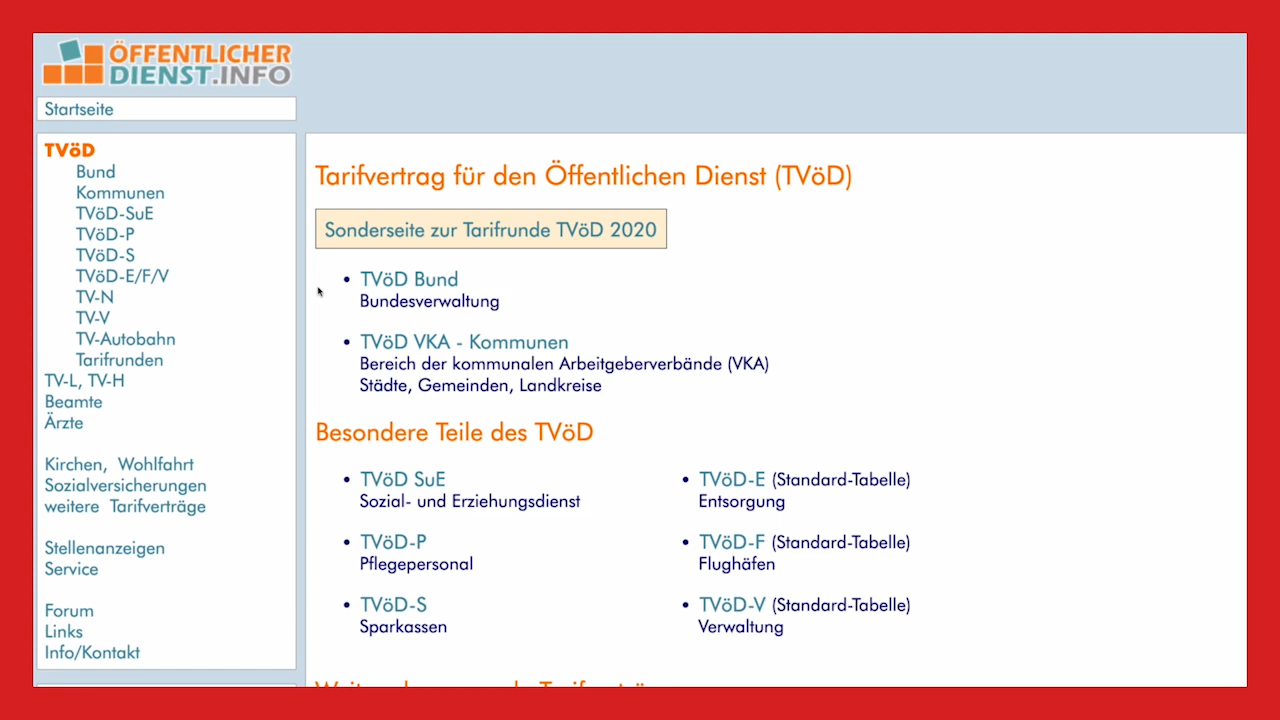 ÖFFENTLICHER
DIENST.INFO
Startseite
TVöD
Bund
Kommunen
TVöD-SuE
TVöD-P
TVöD-S
TVöD-E/F/V
TV-N
TV-V
TV-Autobahn
Tarifrunden
TV-L, TV-H
Beamte
Ärzte
Kirchen, Wohlfahrt
Sozialversicherungen
weitere Tarifverträge
Stellenanzeigen
Service
Forum
Links
Info/Kontakt
Tarifvertrag für den Öffentlichen Dienst (TVöD)
Sonderseite zur Tarifrunde TVöD 2020
• TVöD Bund
Bundesverwaltung
• TVöD VKA - Kommunen
Bereich der kommunalen Arbeitgeberverbände (VKA)
Städte, Gemeinden, Landkreise
Besondere Teile des TVöD
• TVöD SuE
Sozial- und Erziehungsdienst
• TVöD-P
Pflegepersonal
• TVöD-S
Sparkassen
• TVöD-E (Standard-Tabelle)
Entsorgung
• TVöD-F (Standard-Tabelle)
Flughäfen
• TVöD-V (Standard-Tabelle)
Verwaltung